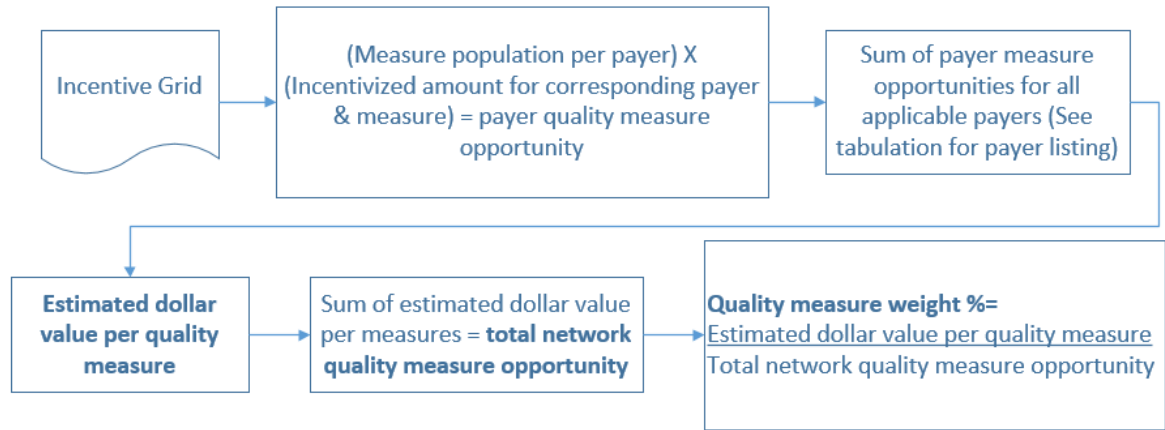 Incentive Grid
(Measure population per payer) X
(Incentivized amount for corresponding payer
& measure) = payer quality measure
opportunity
Sum of payer measure
opportunities for all
applicable payers (See
tabulation for payer listing)
Estimated dollar
value per quality
measure
Sum of estimated dollar value
per measures = total network
quality measure opportunity
Quality measure weight %=
Estimated dollar value per quality measure
Total network quality measure opportunity